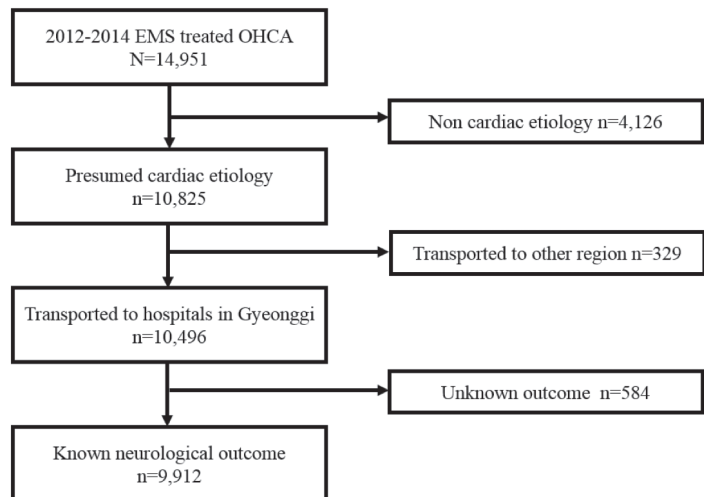 2012-2014 EMS treated OHCA
N=14,951
Non cardiac etiology n=4,126
Presumed cardiac etiology
n=10,825
Transported to other region n=329
Transported to hospitals in Gyeonggi
n=10,496
Unknown outcome n=584
Known neurological outcome
n=9,912